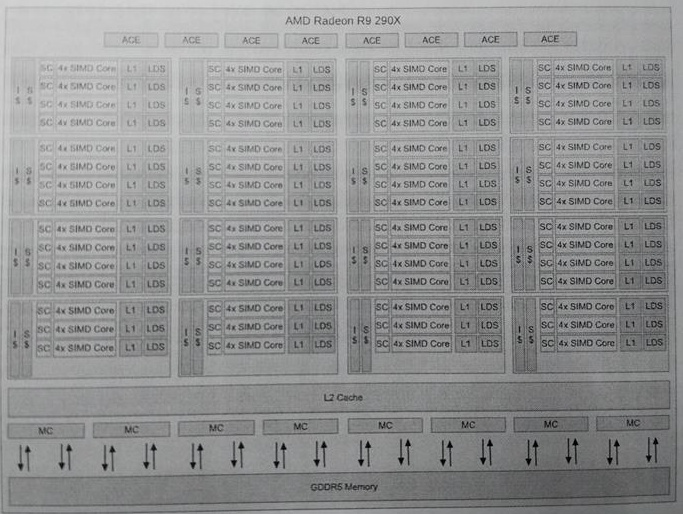 AMD Radeon R9 290X
ACE ACE ACE ACE ACE ACE ACE ACE
SC 4x SIMD Core L1 LDS SC 4x SIMD Core L1 LDS SC 4x SIMD Core L1 LDS SC 4x SIMD Core L1 LDS
I S SC 4x SIMD Core L1 LDS I S SC 4x SIMD Core L1 LDS I S SC 4x SIMD Core L1 LDS I S SC 4x SIMD Core L1 LDS
$ $ SC 4x SIMD Core L1 LDS $ $ SC 4x SIMD Core L1 LDS $ $ SC 4x SIMD Core L1 LDS $ $ SC 4x SIMD Core L1 LDS
SC 4x SIMD Core L1 LDS SC 4x SIMD Core L1 LDS SC 4x SIMD Core L1 LDS SC 4x SIMD Core L1 LDS
SC 4x SIMD Core L1 LDS SC 4x SIMD Core L1 LDS SC 4x SIMD Core L1 LDS SC 4x SIMD Core L1 LDS
I S SC 4x SIMD Core L1 LDS I S SC 4x SIMD Core L1 LDS I S SC 4x SIMD Core L1 LDS I S SC 4x SIMD Core L1 LDS
$ $ SC 4x SIMD Core L1 LDS $ $ SC 4x SIMD Core L1 LDS $ $ SC 4x SIMD Core L1 LDS $ $ SC 4x SIMD Core L1 LDS
SC 4x SIMD Core L1 LDS SC 4x SIMD Core L1 LDS SC 4x SIMD Core L1 LDS SC 4x SIMD Core L1 LDS
SC 4x SIMD Core L1 LDS SC 4x SIMD Core L1 LDS SC 4x SIMD Core L1 LDS SC 4x SIMD Core L1 LDS
I S SC 4x SIMD Core L1 LDS I S SC 4x SIMD Core L1 LDS I S SC 4x SIMD Core L1 LDS I S SC 4x SIMD Core L1 LDS
$ $ SC 4x SIMD Core L1 LDS $ $ SC 4x SIMD Core L1 LDS $ $ SC 4x SIMD Core L1 LDS $ $ SC 4x SIMD Core L1 LDS
SC 4x SIMD Core L1 LDS SC 4x SIMD Core L1 LDS SC 4x SIMD Core L1 LDS SC 4x SIMD Core L1 LDS
SC 4x SIMD Core L1 LDS SC 4x SIMD Core L1 LDS SC 4x SIMD Core L1 LDS SC 4x SIMD Core L1 LDS
I S SC 4x SIMD Core L1 LDS I S SC 4x SIMD Core L1 LDS I S SC 4x SIMD Core L1 LDS I S SC 4x SIMD Core L1 LDS
$ $ SC 4x SIMD Core L1 LDS $ $ SC 4x SIMD Core L1 LDS $ $ SC 4x SIMD Core L1 LDS $ $ SC 4x SIMD Core L1 LDS
L2 Cache
MC MC MC MC MC MC MC MC
GDDR5 Memory